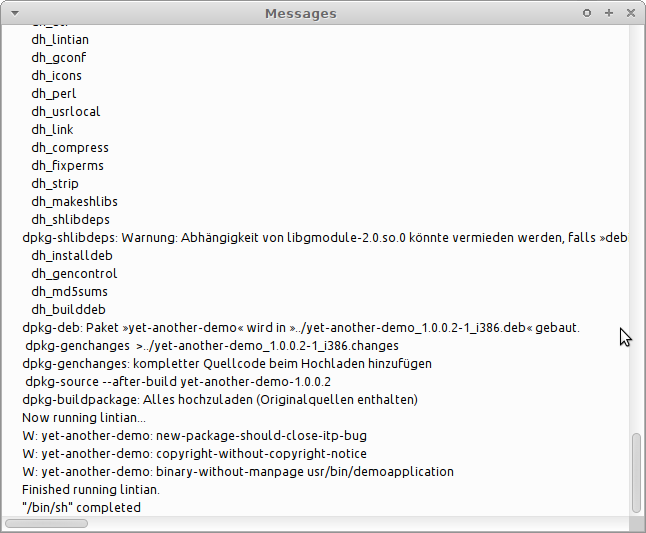 Messages
dh_lintian
dh_gconf
dh_icons
dh_perl
dh_usrlocal
dh_link
dh_compress
dh_fixperms
dh_strip
dh_makeshlibs
dh_shlibdeps
dpkg-shlibdeps: Warnung: Abhängigkeit von libgmodule-2.0.so.0 könnte vermieden werden, falls »deb
dh_installdeb
dh_gencontrol
dh_md5sums
dh_builddeb
dpkg-deb: Paket »yet-another-demo« wird in »../yet-another-demo_1.0.0.2-1_i386.deb« gebaut.
dpkg-genchanges  >../yet-another-demo_1.0.0.2-1_i386.changes
dpkg-genchanges: kompletter Quellcode beim Hochladen hinzufügen
dpkg-source --after-build yet-another-demo-1.0.0.2
dpkg-buildpackage: Alles hochzuladen (Originalquellen enthalten)
Now running lintian...
W: yet-another-demo: new-package-should-close-itp-bug
W: yet-another-demo: copyright-without-copyright-notice
W: yet-another-demo: binary-without-manpage usr/bin/demoapplication
Finished running lintian.
"/bin/sh" completed